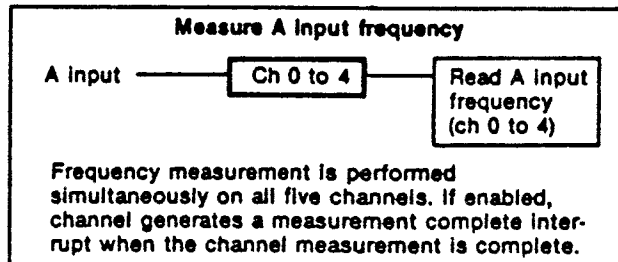 Measure A input frequency
A input
Ch 0 to 4
Read A input
frequency
(ch 0 to 4)
Frequency measurement is performed
simultaneously on all five channels. If enabled,
channel generates a measurement complete inter-
rupt when the channel measurement is complete.